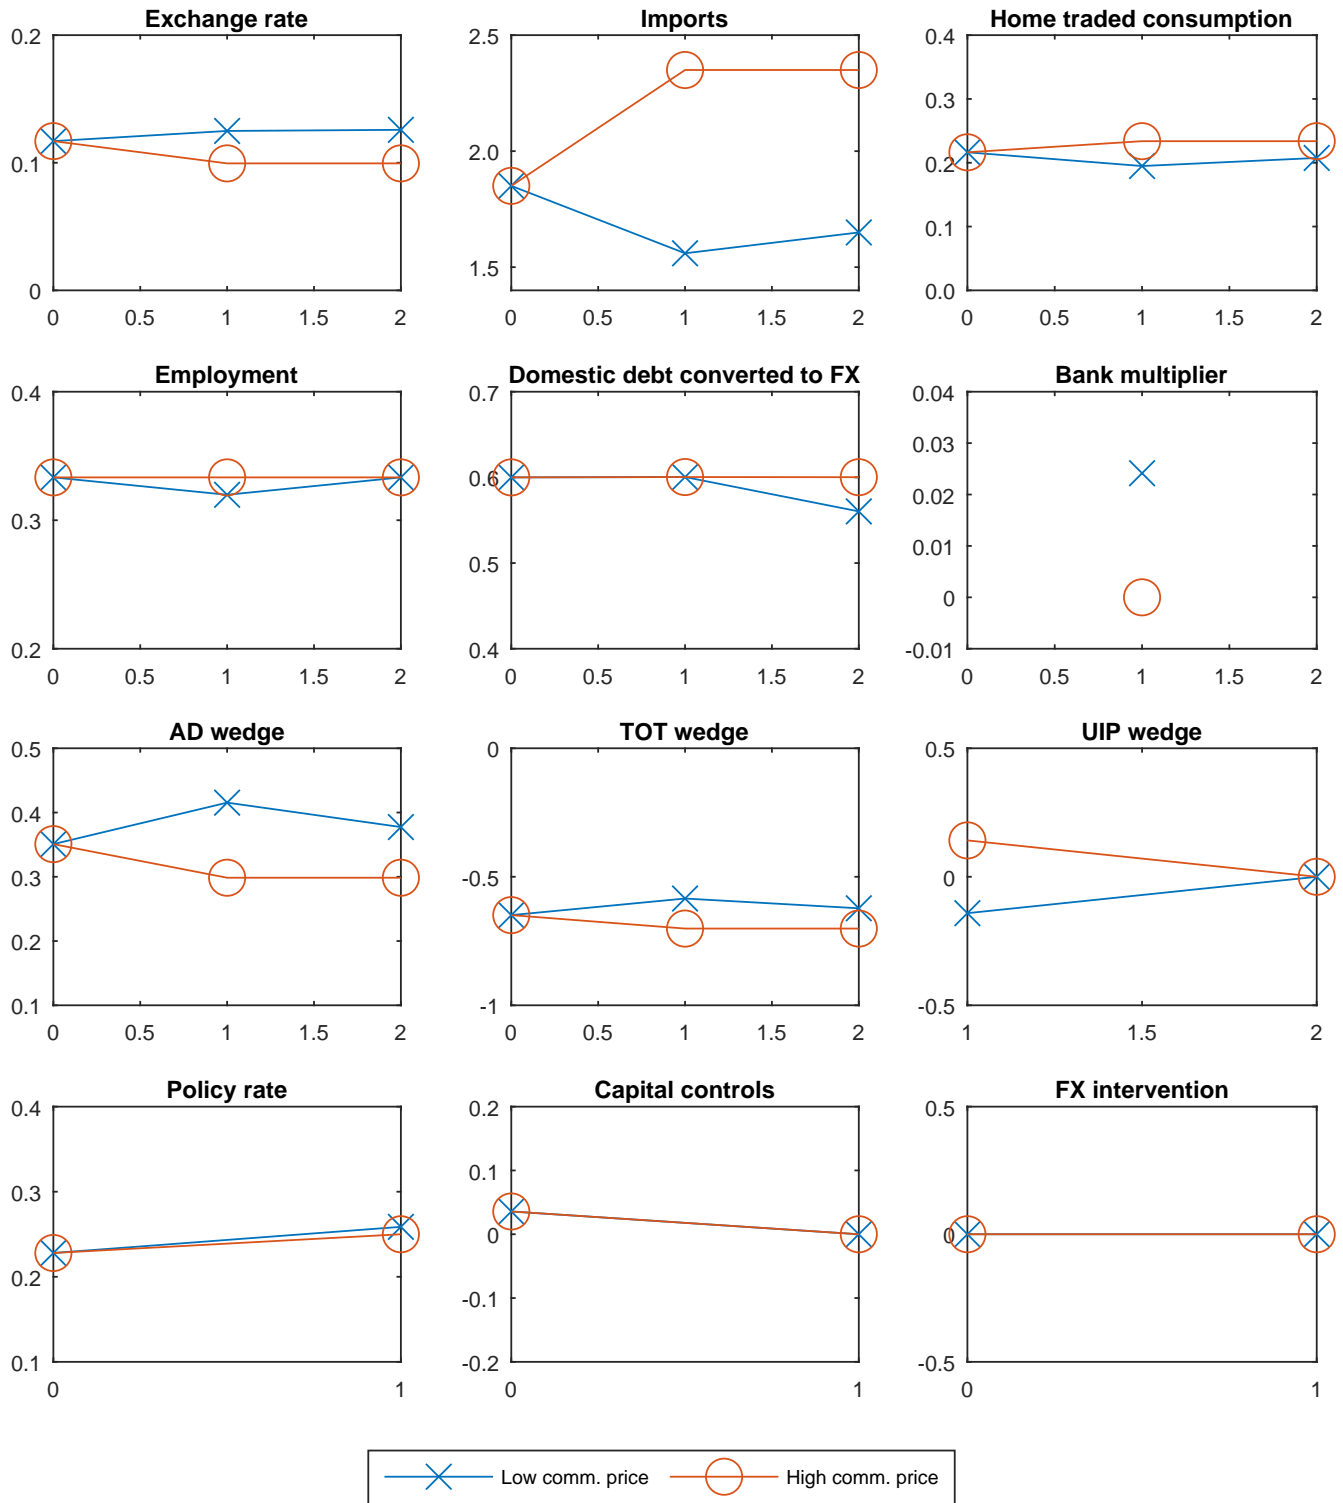 Exchange rate
0.2
0.1
0
0 0.5 1 1.5 2
Imports
2.5
2.0
1.5
0 0.5 1 1.5 2
Home traded consumption
0.4
0.3
0.2
0.1
0.0
0 0.5 1 1.5 2
Employment
0.4
0.3
0.2
0 0.5 1 1.5 2
Domestic debt converted to FX
0.7
0.6
0.5
0.4
0 0.5 1 1.5 2
Bank multiplier
0.04
0.03
0.02
0.01
0
-0.01
0 0.5 1 1.5 2
AD wedge
0.5
0.4
0.3
0.2
0.1
0 0.5 1 1.5 2
TOT wedge
0
-0.5
-1
0 0.5 1 1.5 2
UIP wedge
0.5
0
-0.5
1 1.5 2
Policy rate
0.4
0.3
0.2
0.1
0 1
Capital controls
0.2
0.1
0
-0.1
-0.2
0 1
FX intervention
0.5
0
-0.5
0 1
Low comm. price
High comm. price